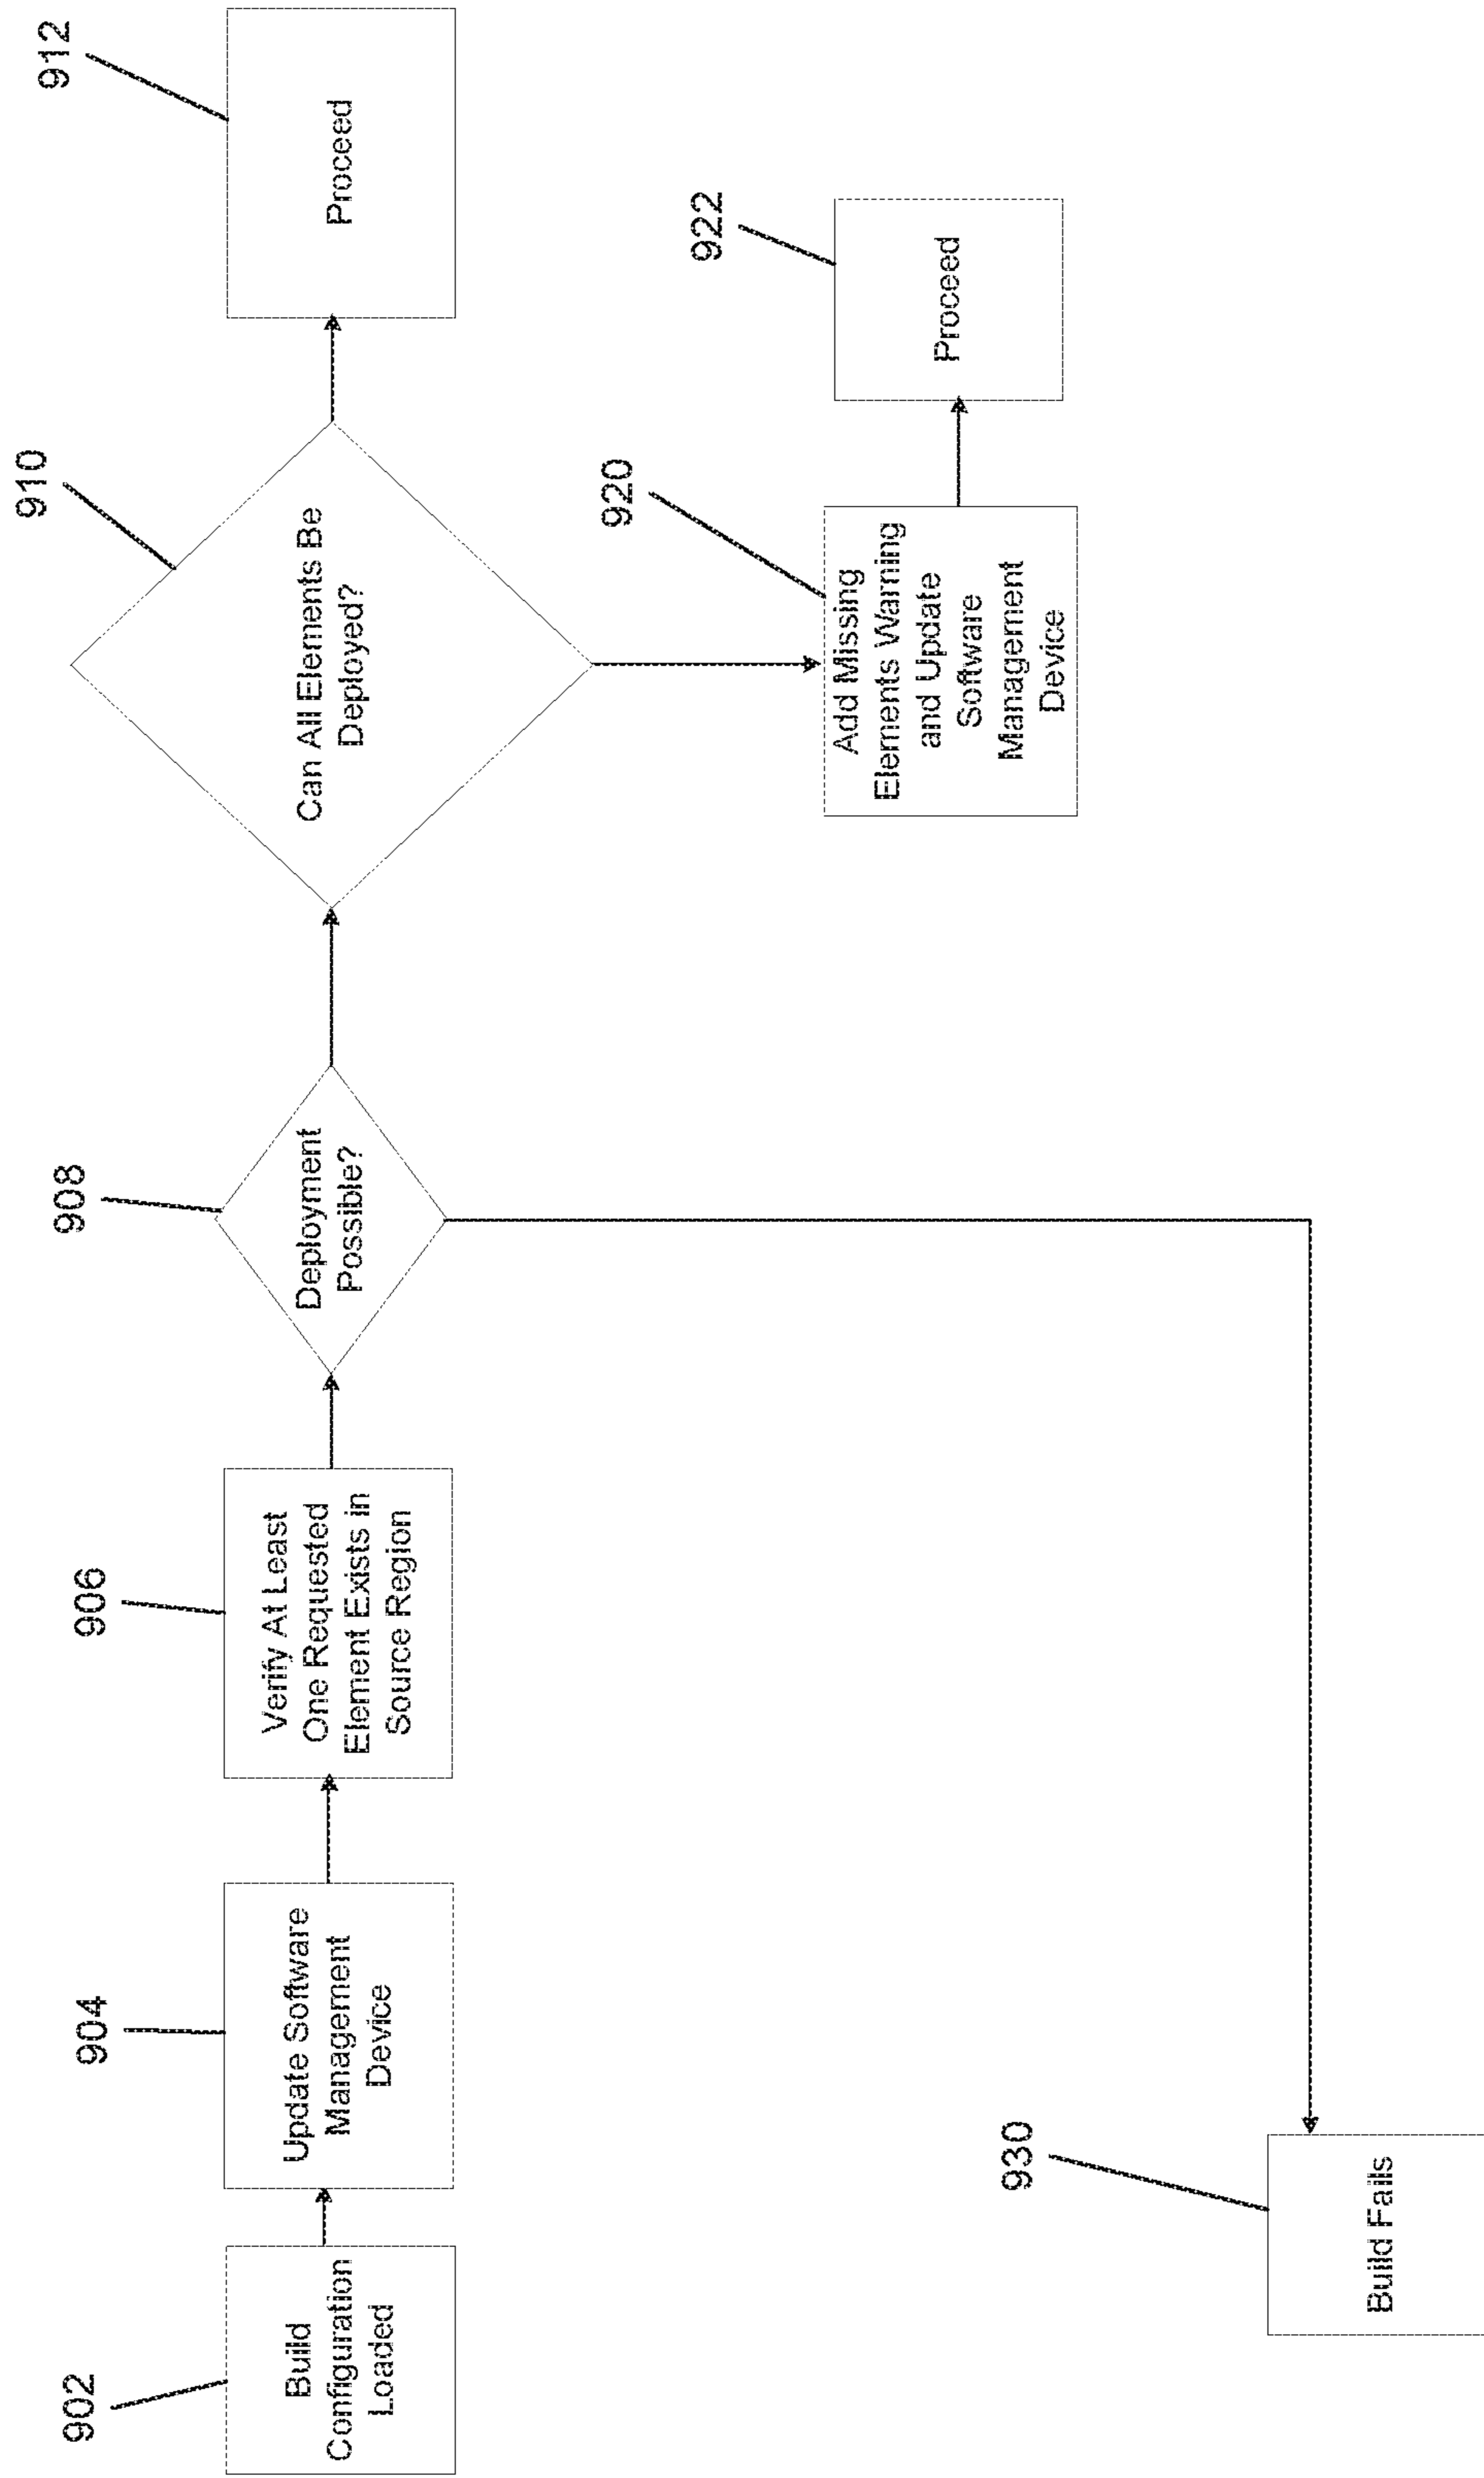 902
Build
Configuration
Loaded
904
Update Software
Management
Device
906
Verify At Least
One Requested
Element Exists in
Source Region
908
Deployment
Possible?
910
Can All Elements Be
Deployed?
912
Proceed
920
Add Missing
Elements Warning
and Update
Software
Management
Device
922
Proceed
930
Build Fails